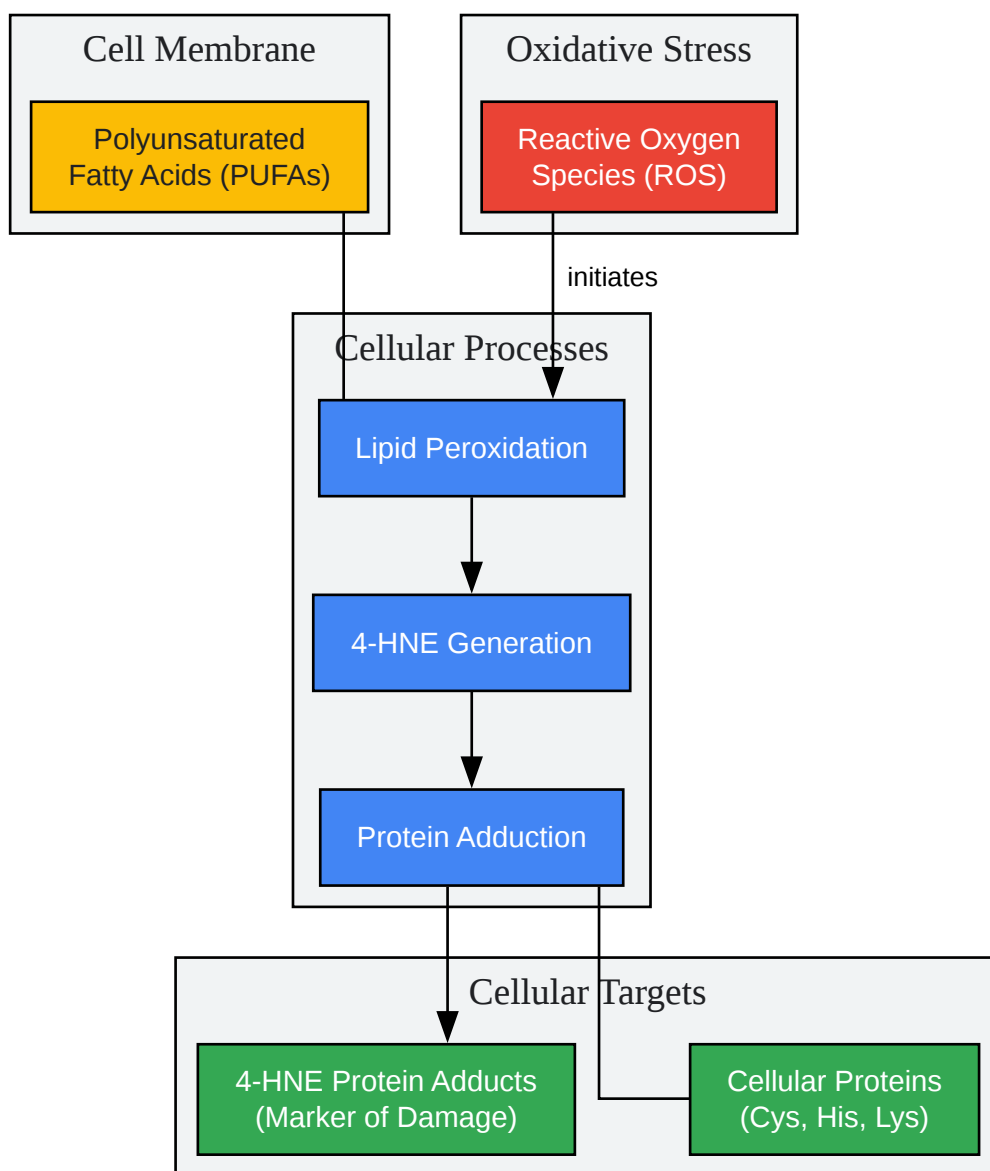 Cell Membrane
Polyunsaturated
Fatty Acids (PUFAs)
Oxidative Stress
Reactive Oxygen
Species (ROS)
initiates
Cellular Processes
Lipid Peroxidation
4-HNE Generation
Protein Adduction
Cellular Targets
4-HNE Protein Adducts
(Marker of Damage)
Cellular Proteins
(Cys, His, Lys)